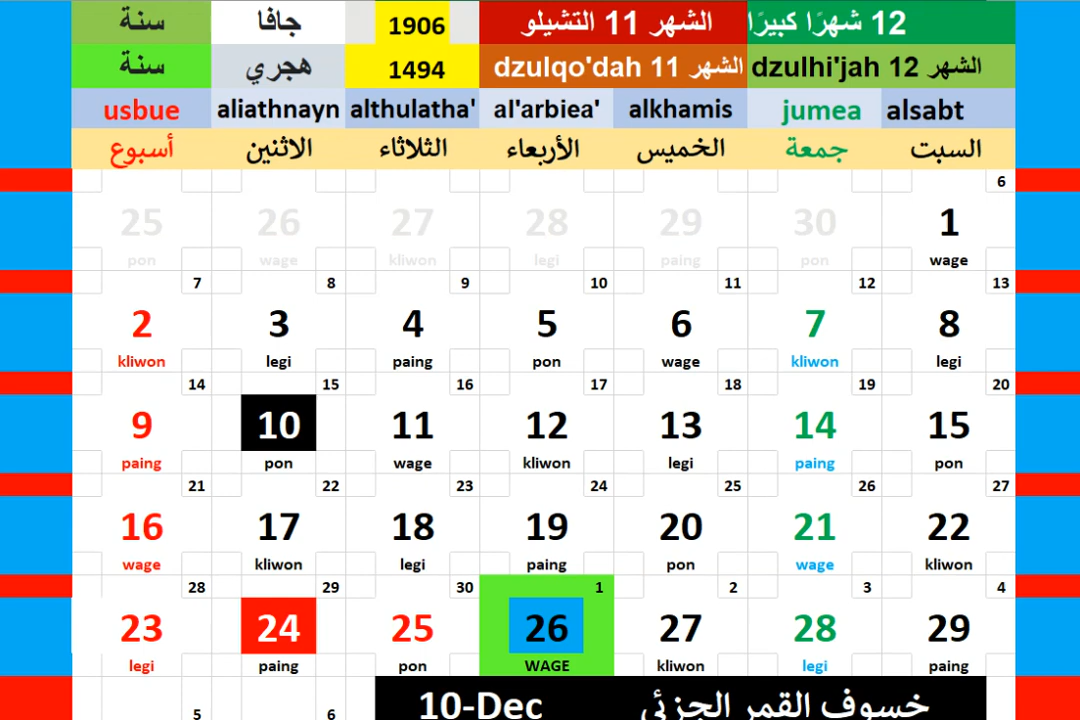 سنة جافا 1906 الشهر 11 التشيلو 12 شهرًا كبيرًا
سنة هجري 1494 dzulqo'dah 11 الشهر dzulhi'jah 12 الشهر
usbue aliathnayn althulatha' al'arbiea' alkhamis jumea alsabt
أسبوع الاثنين الثلاثاء الأربعاء الخميس جمعة السبت
6
25 26 27 28 29 30 1
pon wage kliwon legi paing pon wage
7 8 9 10 11 12 13
2 3 4 5 6 7 8
kliwon legi paing pon wage kliwon legi
14 15 16 17 18 19 20
9 10 11 12 13 14 15
paing pon wage kliwon legi paing pon
21 22 23 24 25 26 27
16 17 18 19 20 21 22
wage kliwon legi paing pon wage kliwon
28 29 30 1 2 3 4
23 24 25 26 27 28 29
legi paing pon WAGE kliwon legi paing
5 6
10-Dec خسوف القمر الجزئي